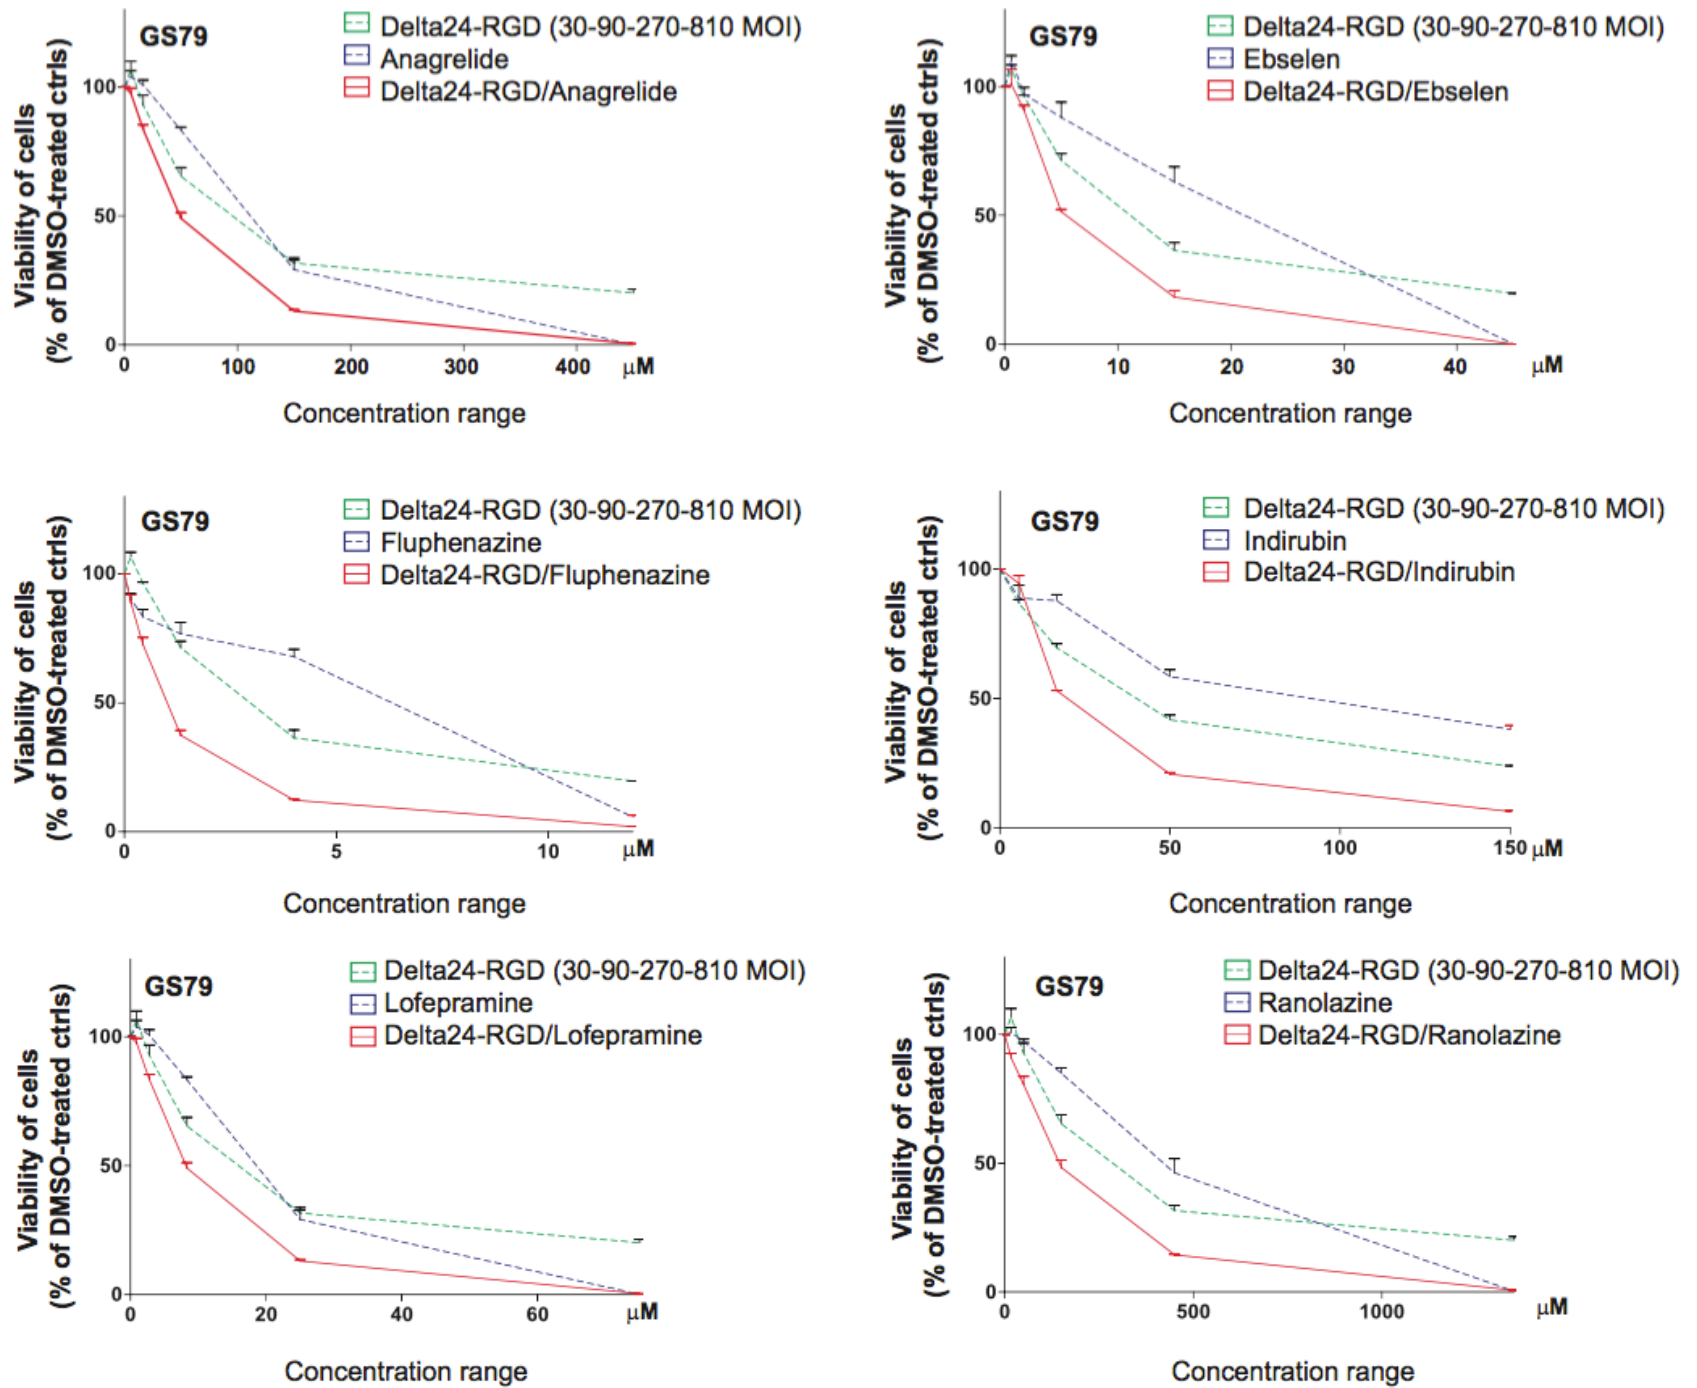 GS79
Delta24-RGD (30-90-270-810 MOI)
Anagrelide
Delta24-RGD/Anagrelide
Viability of cells
(% of DMSO-treated ctrls)
100
50
0
0 100 200 300 400 μM
Concentration range
GS79
Delta24-RGD (30-90-270-810 MOI)
Ebselen
Delta24-RGD/Ebselen
Viability of cells
(% of DMSO-treated ctrls)
100
50
0
0 10 20 30 40 μM
Concentration range
GS79
Delta24-RGD (30-90-270-810 MOI)
Fluphenazine
Delta24-RGD/Fluphenazine
Viability of cells
(% of DMSO-treated ctrls)
100
50
0
0 5 10 μM
Concentration range
GS79
Delta24-RGD (30-90-270-810 MOI)
Indirubin
Delta24-RGD/Indirubin
Viability of cells
(% of DMSO-treated ctrls)
100
50
0
0 50 100 150 μM
Concentration range
GS79
Delta24-RGD (30-90-270-810 MOI)
Lofepramine
Delta24-RGD/Lofepramine
Viability of cells
(% of DMSO-treated ctrls)
100
50
0
0 20 40 60 μM
Concentration range
GS79
Delta24-RGD (30-90-270-810 MOI)
Ranolazine
Delta24-RGD/Ranolazine
Viability of cells
(% of DMSO-treated ctrls)
100
50
0
0 500 1000 μM
Concentration range